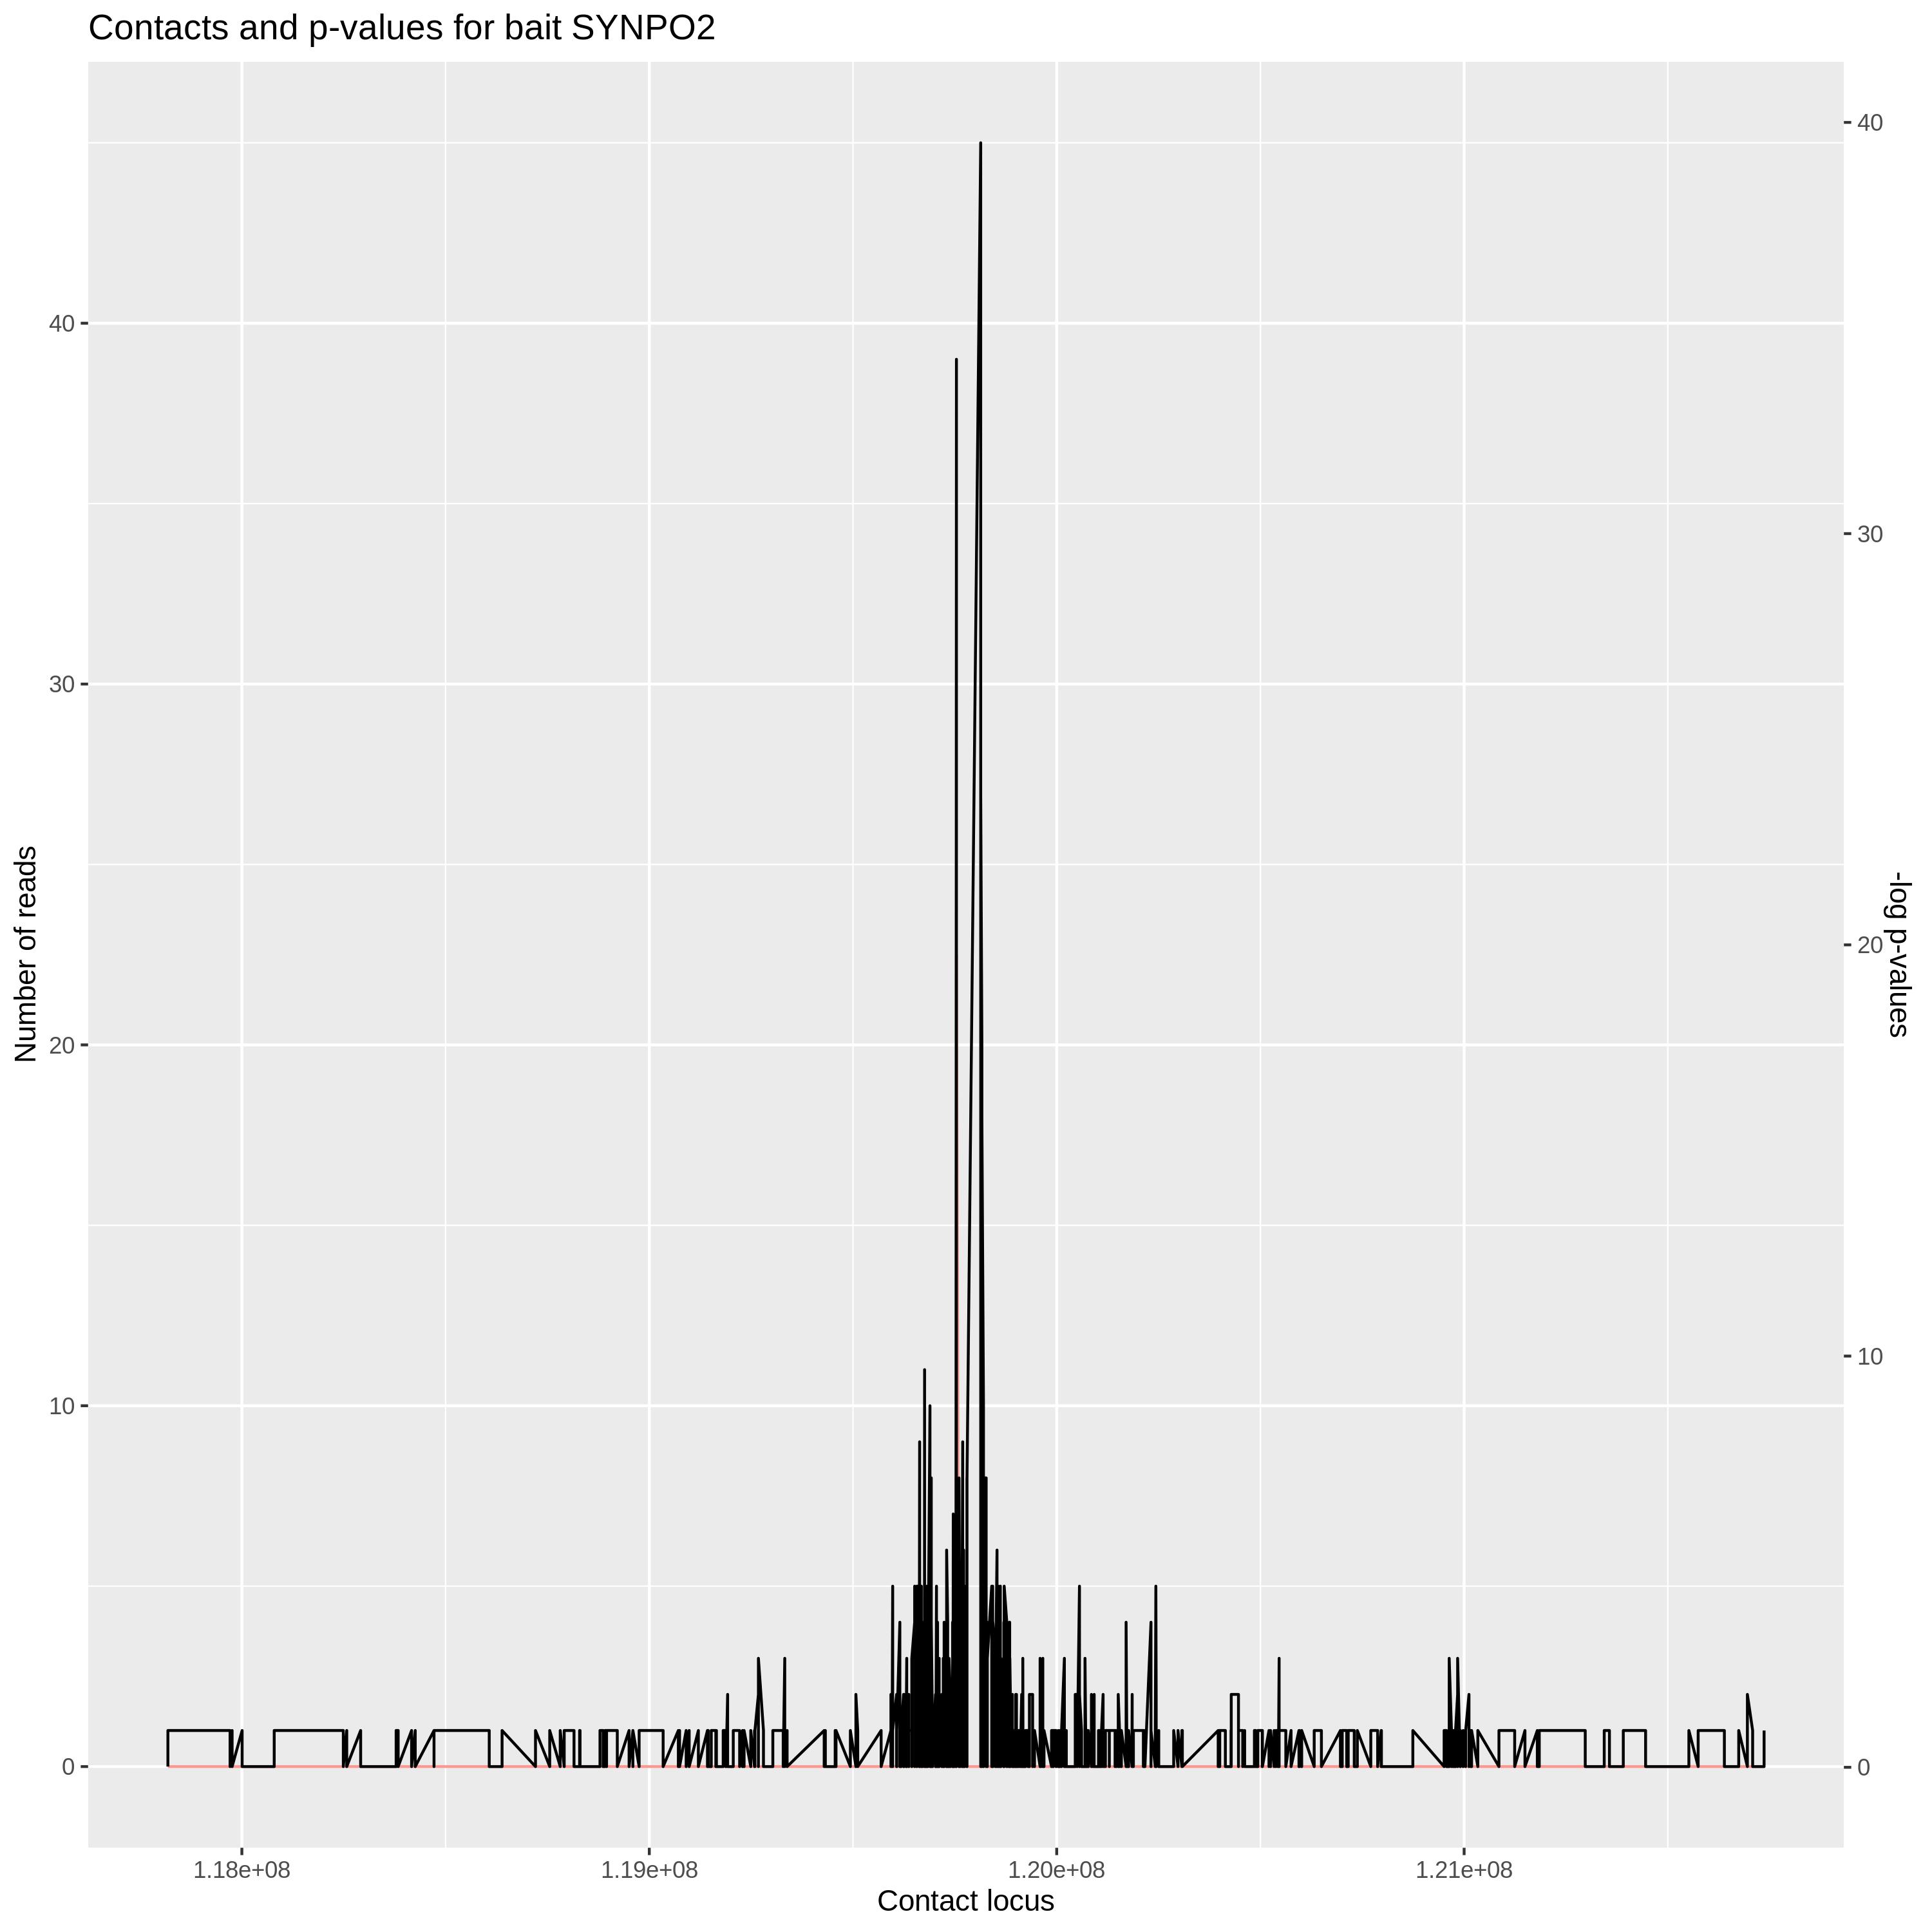 Contacts and p-values for bait SYNPO2
40
30
20
10
0
Number of reads
40
30
20
10
0
-log p-values
1.18e+08
1.19e+08
1.20e+08
1.21e+08
Contact locus